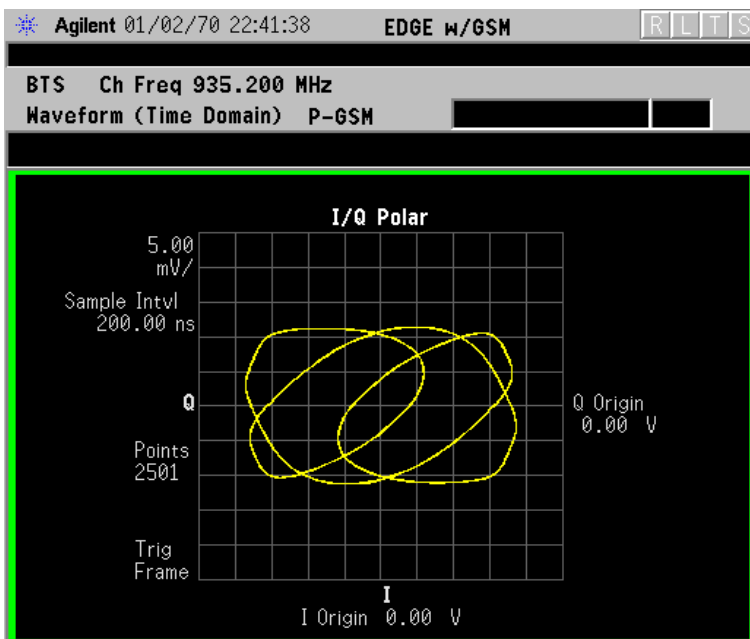 Agilent 01/02/70 22:41:38 EDGE w/GSM R L T S
BTS Ch Freq 935.200 MHz
Waveform (Time Domain) P-GSM
I/Q Polar
5.00
mV/
Sample Intvl
200.00 ns
Q
Q Origin
0.00 V
Points
2501
Trig
Frame
I
I Origin 0.00 V